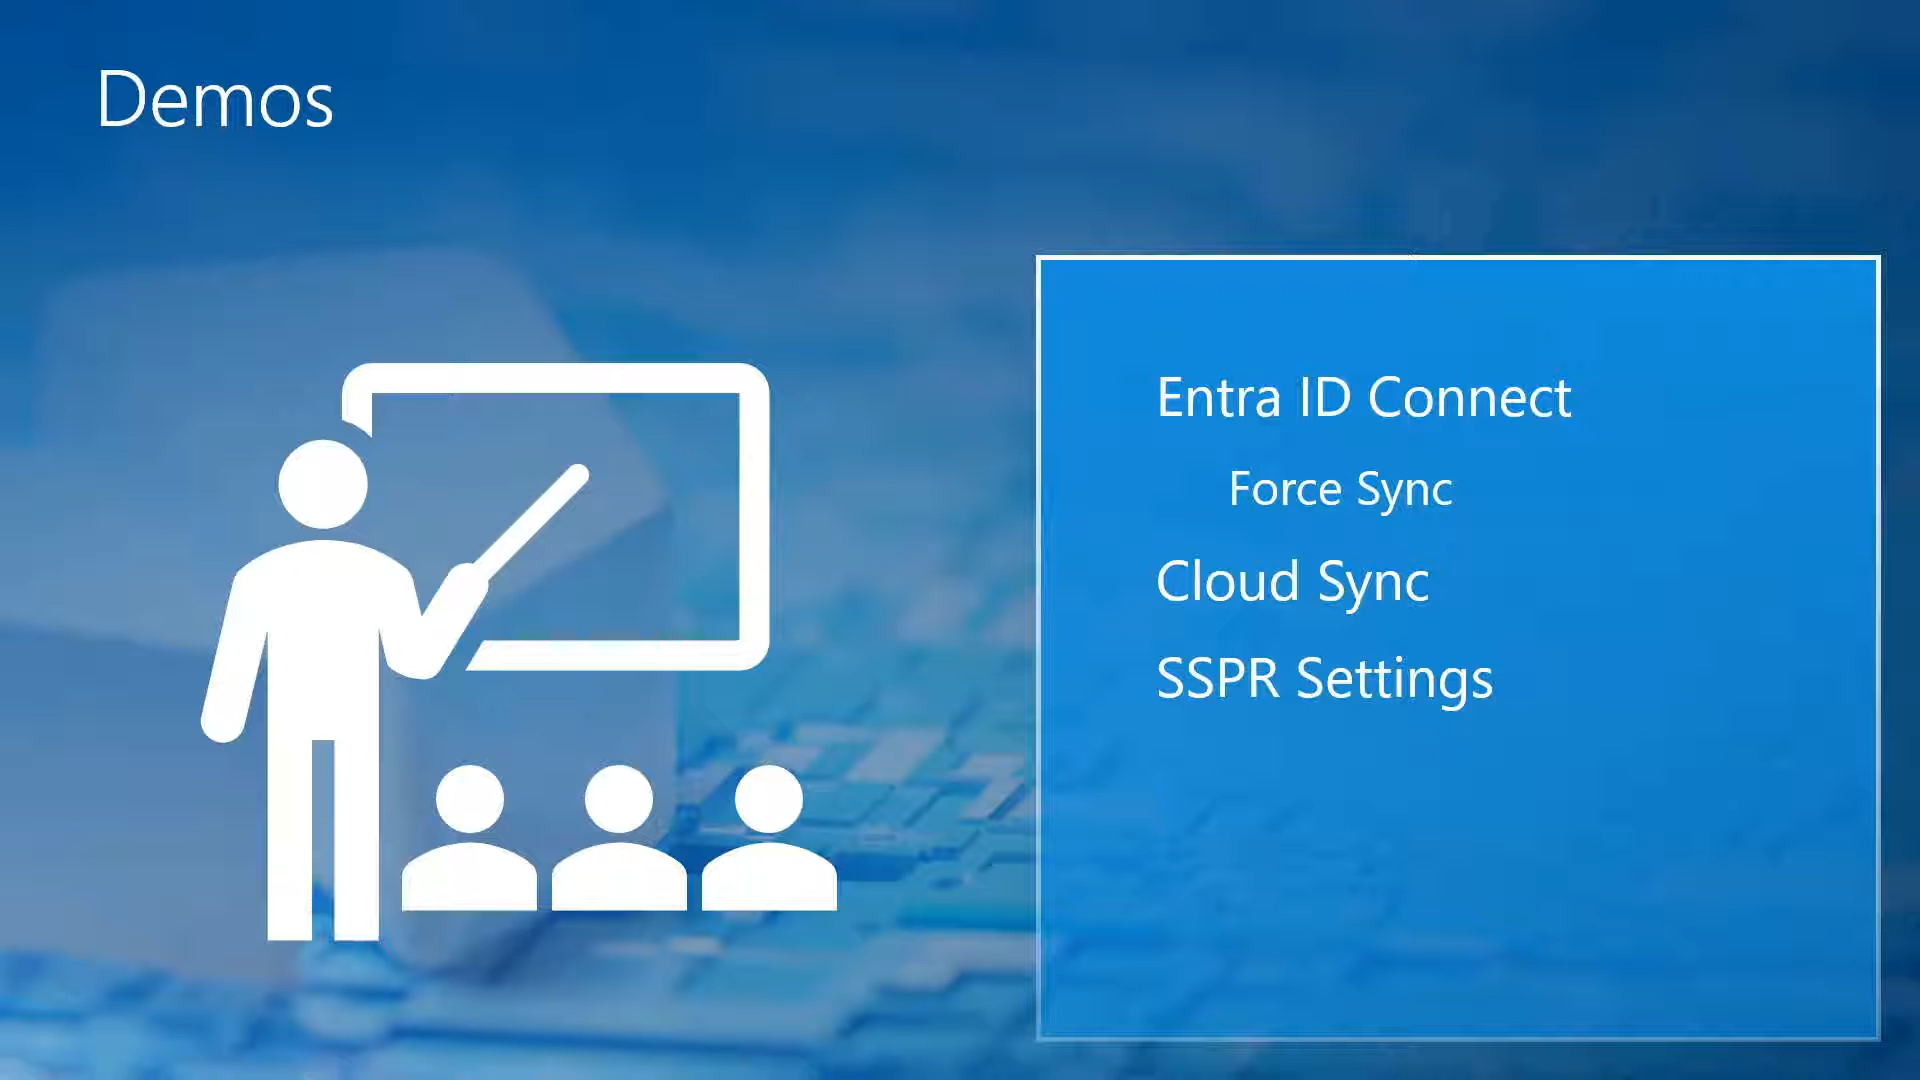 Demos
Entra ID Connect
Force Sync
Cloud Sync
SSPR Settings